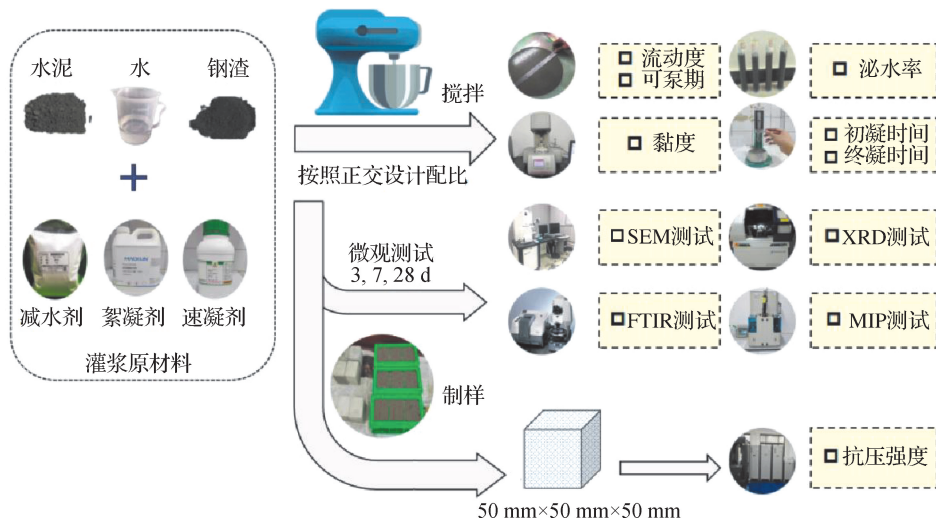 水泥
水
钢渣
减水剂
絮凝剂
速凝剂
灌浆原材料
搅拌
按照正交设计配比
流动度
可泵期
泌水率
黏度
初凝时间
终凝时间
微观测试
3, 7, 28 d
SEM测试
XRD测试
FTIR测试
MIP测试
制样
50 mm×50 mm×50 mm
抗压强度